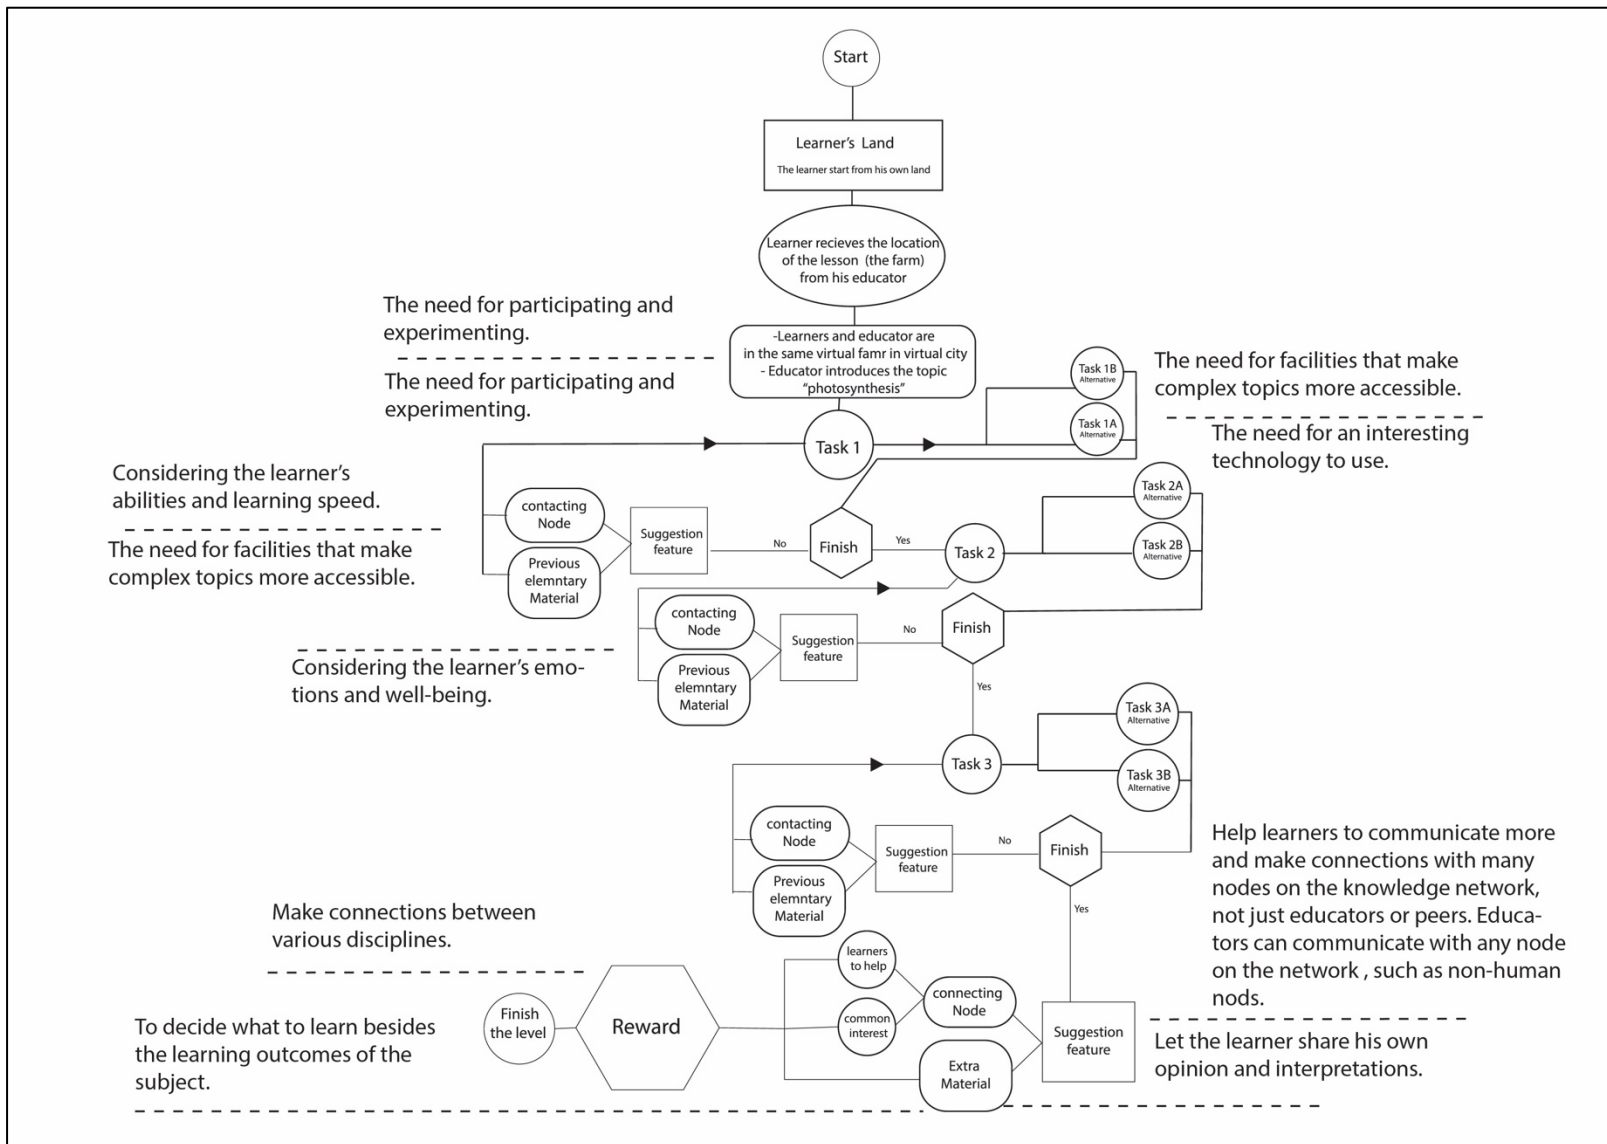 Start
Learner's Land
The learner start from his own land
Learner recieves the location
of the lesson (the farm)
from his educator
The need for participating and
experimenting.
The need for participating and
experimenting.
-Learners and educator are
in the same virtual famr in virtual city
- Educator introduces the topic
"photosynthesis"
Task 1B
Alternative
Task 1A
Alternative
The need for facilities that make
complex topics more accessible.
The need for an interesting
technology to use.
Task 1
Considering the learner's
abilities and learning speed.
The need for facilities that make
complex topics more accessible.
contacting
Node
Previous
elemntary
Material
Suggestion
feature
No
Finish
Yes
Task 2
Task 2A
Alternative
Task 2B
Alternative
Considering the learner's emo-
tions and well-being.
contacting
Node
Previous
elemntary
Material
Suggestion
feature
No
Finish
Yes
Task 3
Task 3A
Alternative
Task 3B
Alternative
contacting
Node
Previous
elemntary
Material
Suggestion
feature
No
Finish
Yes
Help learners to communicate more
and make connections with many
nodes on the knowledge network,
not just educators or peers. Educa-
tors can communicate with any node
on the network , such as non-human
nods.
Make connections between
various disciplines.
To decide what to learn besides
the learning outcomes of the
subject.
Finish
the level
Reward
learners
to help
common
interest
connecting
Node
Extra
Material
Suggestion
feature
Let the learner share his own
opinion and interpretations.